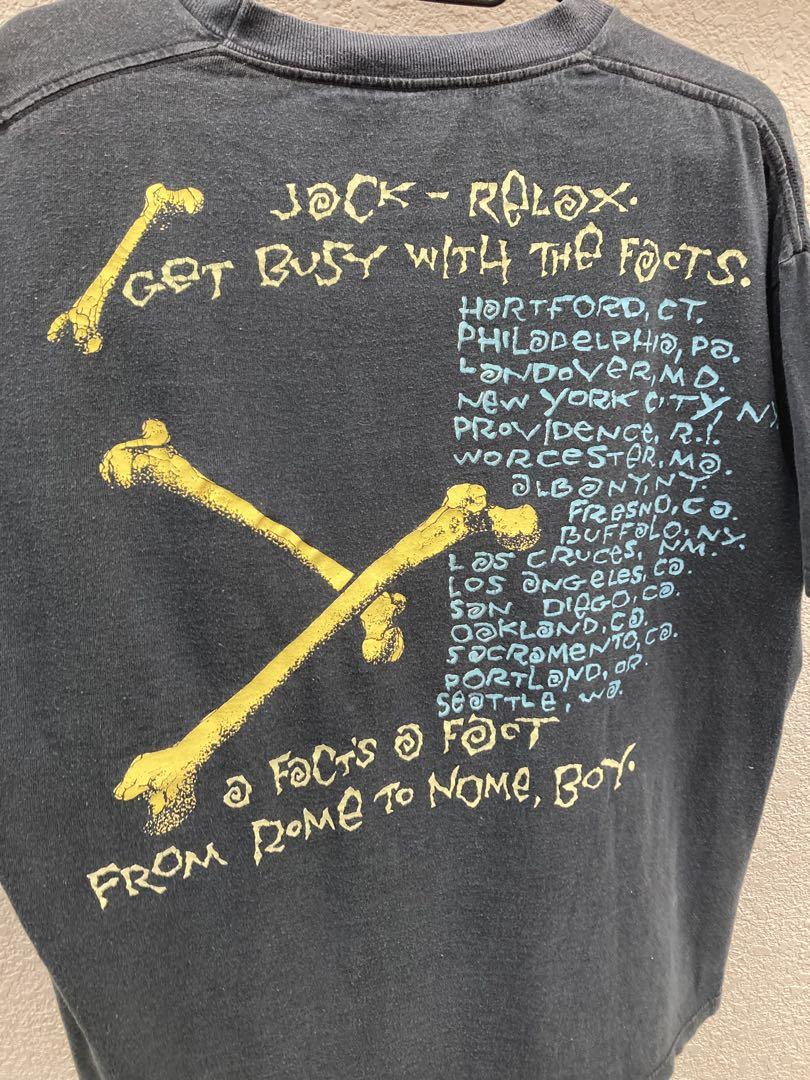 JACK - RELAX.
GET BUSY WITH THE FACTS.
HARTFORD, CT.
PHILADELPHIA, PA.
LANDOVER, MD.
NEW YORK CITY, NY
PROVIDENCE, R.I.
WORCESTER, MA.
ALBANY, NY.
FRESNO, CA.
BUFFALO, NY.
LAS CRUCES, NM.
LOS ANGELES, CA.
SAN DIEGO, CA.
OAKLAND, CA.
SACRAMENTO, CA.
PORTLAND, OR.
SEATTLE, WA.
A FACT'S A FACT
FROM ROME TO NOME, BOY.